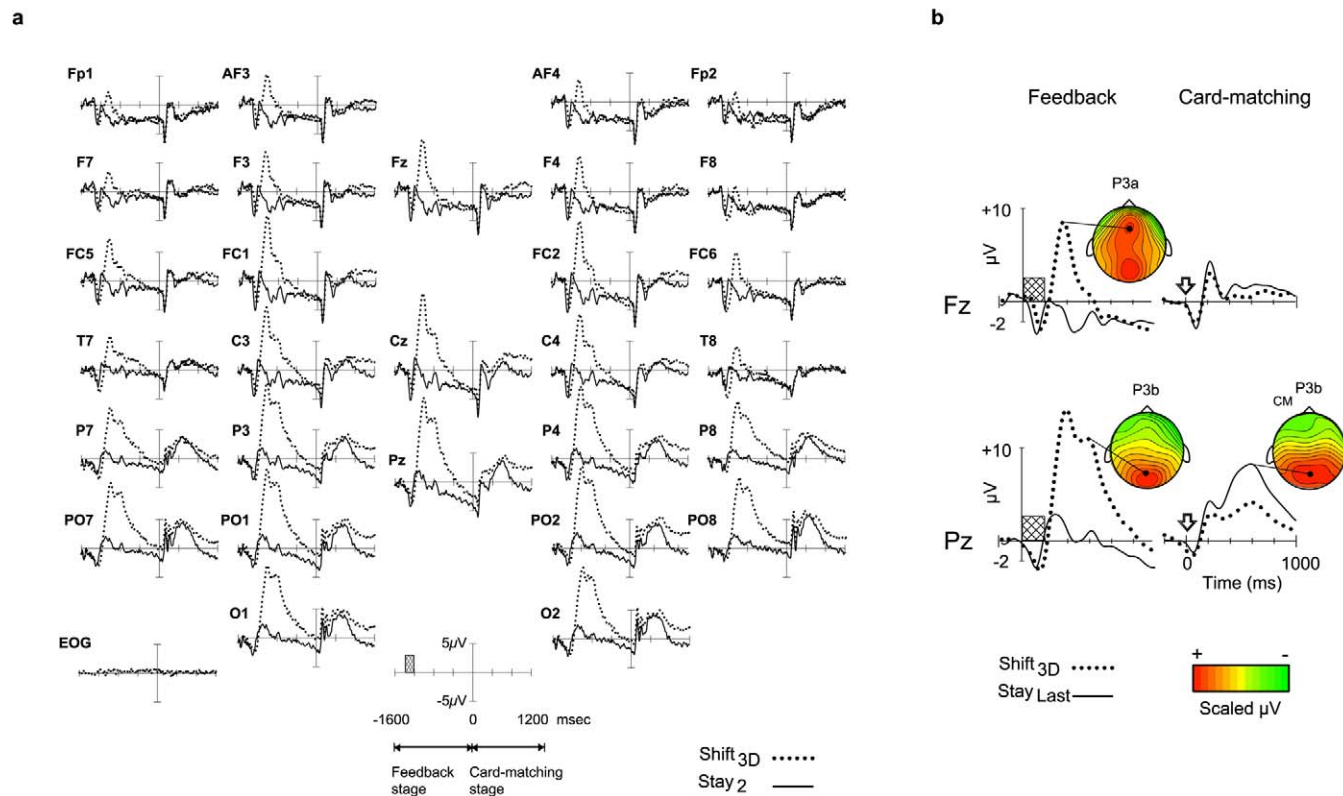 a
Fp1 AF3 AF4 Fp2
F7 F3 Fz F4 F8
FC5 FC1 FC2 FC6
T7 C3 Cz C4 T8
P7 P3 Pz P4 P8
PO7 PO1 PO2 PO8
O1 O2
EOG
5µV
-5µV
-1600 0 1200 msec
Feedback stage
Card-matching stage
Shift 3D
Stay 2
b
Feedback Card-matching
P3a
+10
µV
Fz
-2
P3b CM P3b
+10
µV
Pz
-2
0 1000
Time (ms)
Shift 3D
Stay Last
+ -
Scaled µV